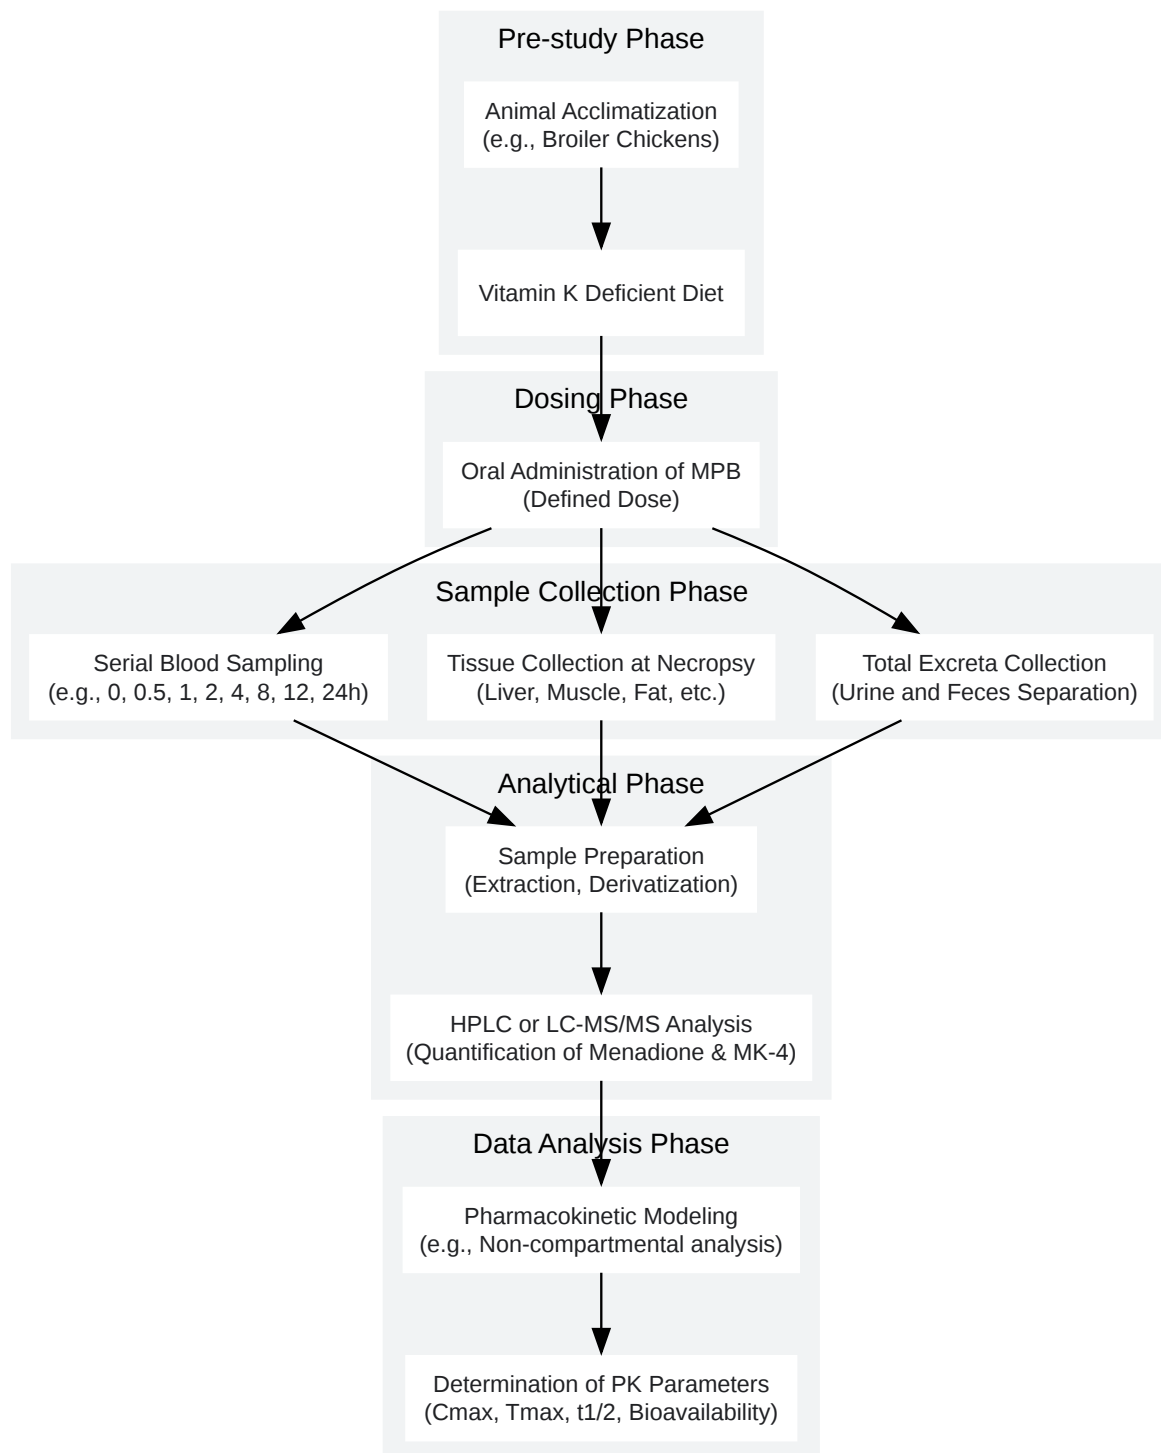 Pre-study Phase
Animal Acclimatization
(e.g., Broiler Chickens)
Vitamin K Deficient Diet
Dosing Phase
Oral Administration of MPB
(Defined Dose)
Sample Collection Phase
Serial Blood Sampling
(e.g., 0, 0.5, 1, 2, 4, 8, 12, 24h)
Tissue Collection at Necropsy
(Liver, Muscle, Fat, etc.)
Total Excreta Collection
(Urine and Feces Separation)
Analytical Phase
Sample Preparation
(Extraction, Derivatization)
HPLC or LC-MS/MS Analysis
(Quantification of Menadione & MK-4)
Data Analysis Phase
Pharmacokinetic Modeling
(e.g., Non-compartmental analysis)
Determination of PK Parameters
(Cmax, Tmax, t1/2, Bioavailability)